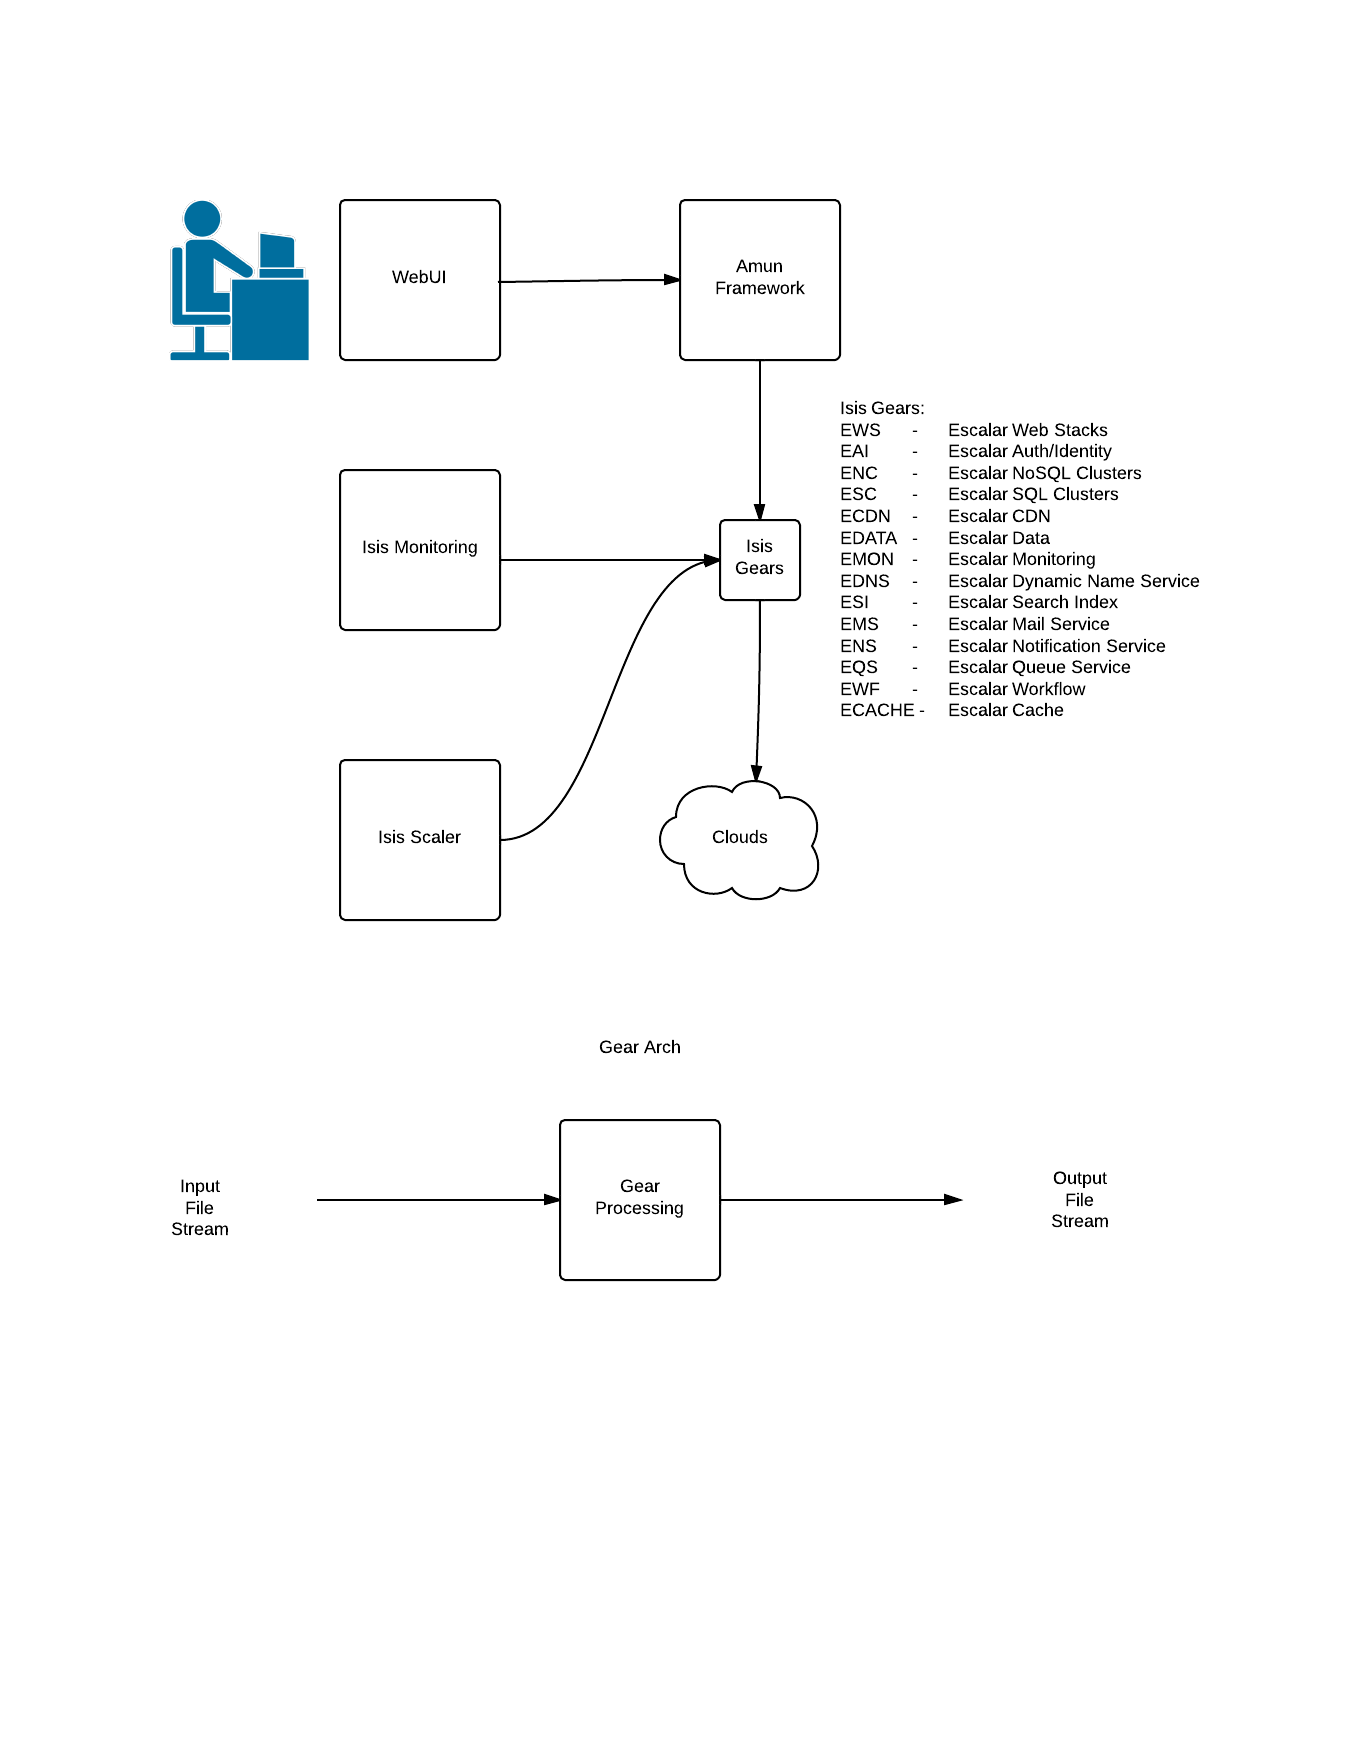 WebUI
Amun
Framework
Isis Gears:
EWS - Escalar Web Stacks
EAI - Escalar Auth/Identity
ENC - Escalar NoSQL Clusters
ESC - Escalar SQL Clusters
ECDN - Escalar CDN
EDATA - Escalar Data
EMON - Escalar Monitoring
EDNS - Escalar Dynamic Name Service
ESI - Escalar Search Index
EMS - Escalar Mail Service
ENS - Escalar Notification Service
EQS - Escalar Queue Service
EWF - Escalar Workflow
ECACHE - Escalar Cache
Isis Monitoring
Isis
Gears
Isis Scaler
Clouds
Gear Arch
Input
File
Stream
Gear
Processing
Output
File
Stream